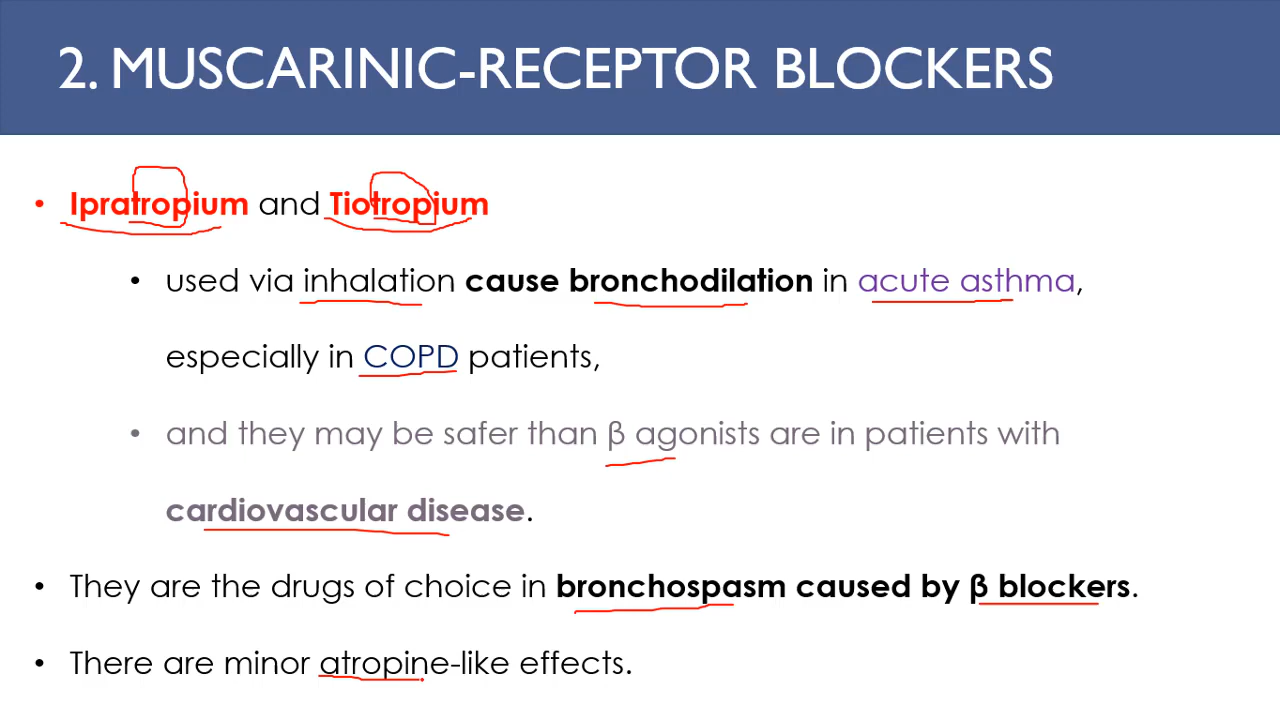 2. MUSCARINIC-RECEPTOR BLOCKERS
• Ipratropium and Tiotropium
• used via inhalation cause bronchodilation in acute asthma,
especially in COPD patients,
• and they may be safer than β agonists are in patients with
cardiovascular disease.
• They are the drugs of choice in bronchospasm caused by β blockers.
• There are minor atropine-like effects.